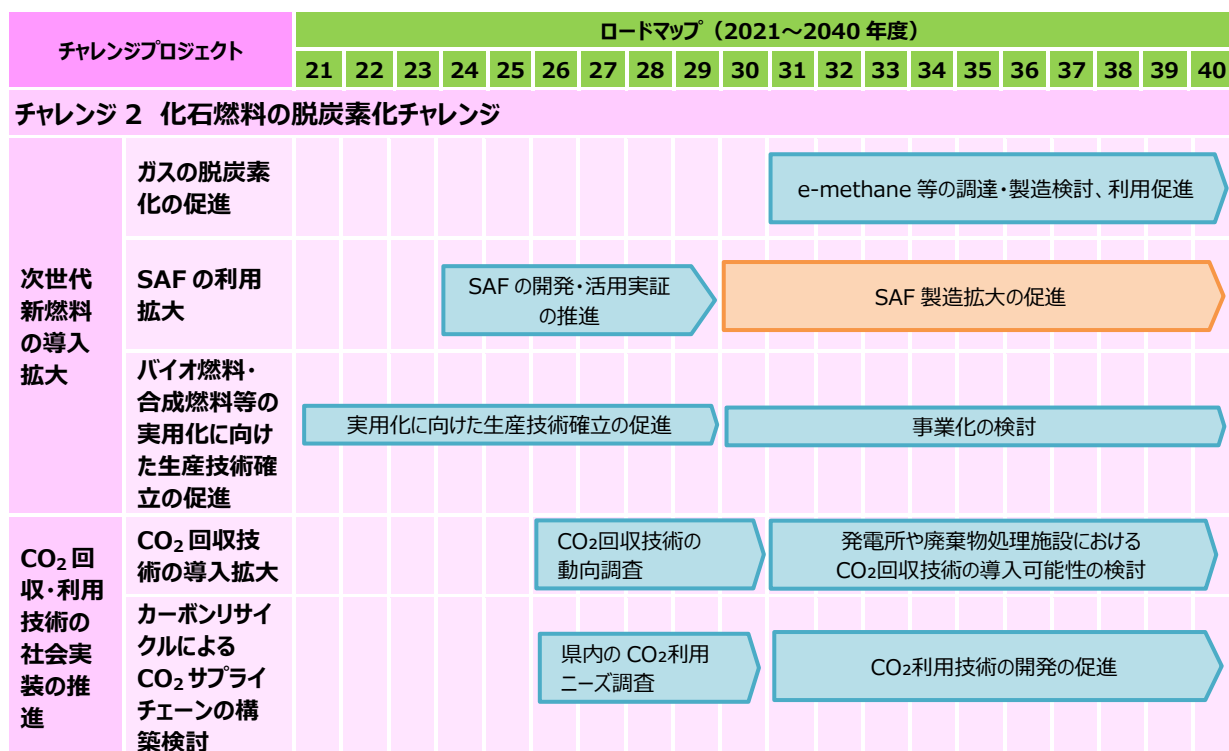 チャレンジプロジェクト
ロードマップ（2021～2040 年度）
21 22 23 24 25 26 27 28 29 30 31 32 33 34 35 36 37 38 39 40
チャレンジ 2 化石燃料の脱炭素化チャレンジ
次世代
新燃料
の導入
拡大
ガスの脱炭素
化の促進
e-methane 等の調達・製造検討、利用促進
SAF の利用
拡大
SAF の開発・活用実証
の推進
SAF 製造拡大の促進
バイオ燃料・
合成燃料等の
実用化に向け
た生産技術確
立の促進
実用化に向けた生産技術確立の促進
事業化の検討
CO₂ 回
収・利用
技術の
社会実
装の推
進
CO₂ 回収技
術の導入拡大
CO₂回収技術の
動向調査
発電所や廃棄物処理施設における
CO₂回収技術の導入可能性の検討
カーボンリサイ
クルによる
CO₂ サプライ
チェーンの構
築検討
県内の CO₂利用
ニーズ調査
CO₂利用技術の開発の促進